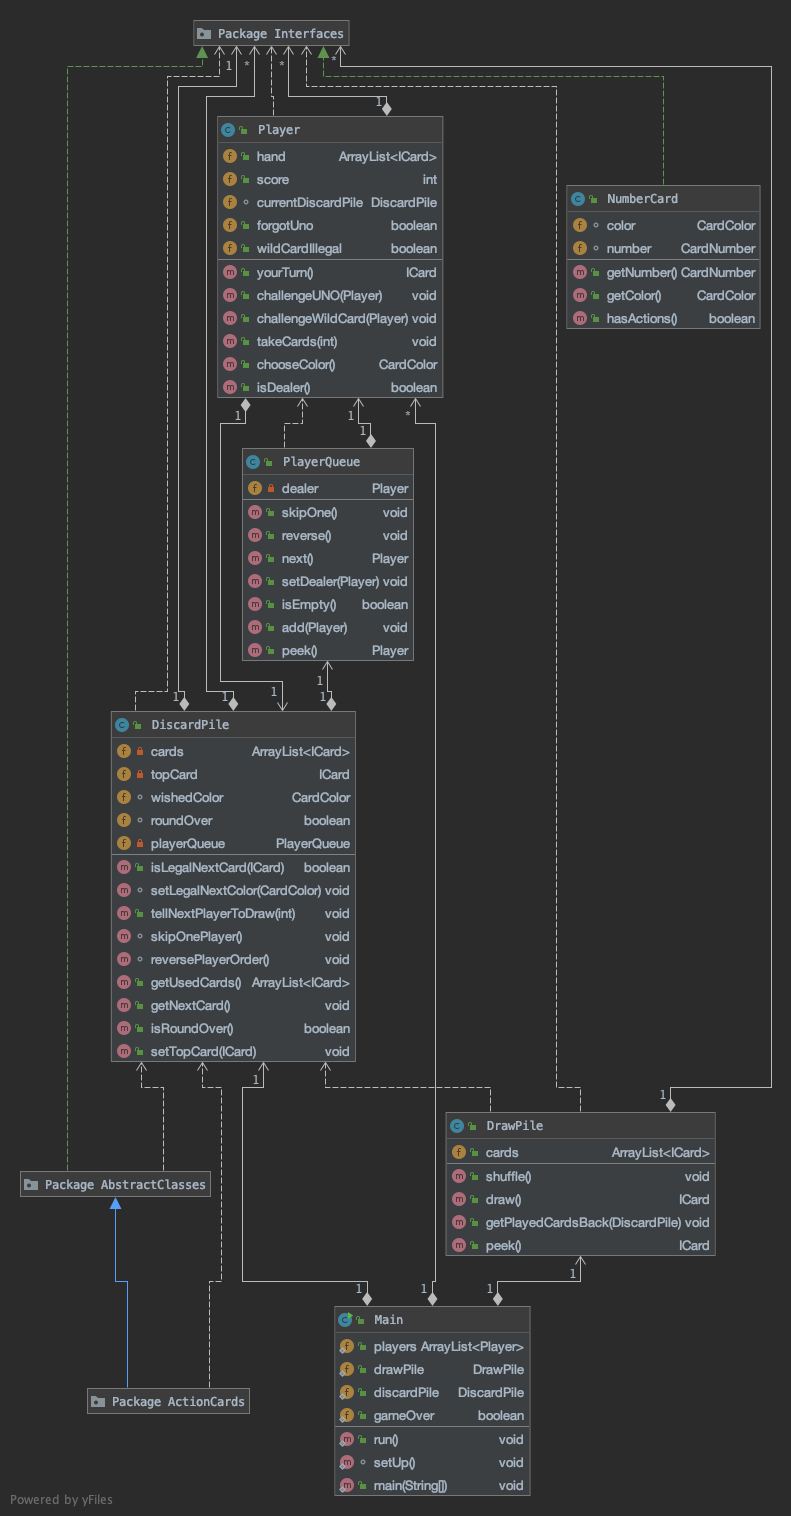 Package Interfaces
1
*
*
*
1
Player
hand ArrayList<ICard>
score int
currentDiscardPile DiscardPile
forgotUno boolean
wildCardIllegal boolean
yourTurn() ICard
challengeUNO(Player) void
challengeWildCard(Player) void
takeCards(int) void
chooseColor() CardColor
isDealer() boolean
NumberCard
color CardColor
number CardNumber
getNumber() CardNumber
getColor() CardColor
hasActions() boolean
1
1
*
1
PlayerQueue
dealer Player
skipOne() void
reverse() void
next() Player
setDealer(Player) void
isEmpty() boolean
add(Player) void
peek() Player
1
1
1
1
1
DiscardPile
cards ArrayList<ICard>
topCard ICard
wishedColor CardColor
roundOver boolean
playerQueue PlayerQueue
isLegalNextCard(ICard) boolean
setLegalNextColor(CardColor) void
tellNextPlayerToDraw(int) void
skipOnePlayer() void
reversePlayerOrder() void
getUsedCards() ArrayList<ICard>
getNextCard() void
isRoundOver() boolean
setTopCard(ICard) void
1
1
DrawPile
cards ArrayList<ICard>
shuffle() void
draw() ICard
getPlayedCardsBack(DiscardPile) void
peek() ICard
Package AbstractClasses
1
1
1
1
Main
players ArrayList<Player>
drawPile DrawPile
discardPile DiscardPile
gameOver boolean
run() void
setUp() void
main(String[]) void
Package ActionCards
Powered by yFiles